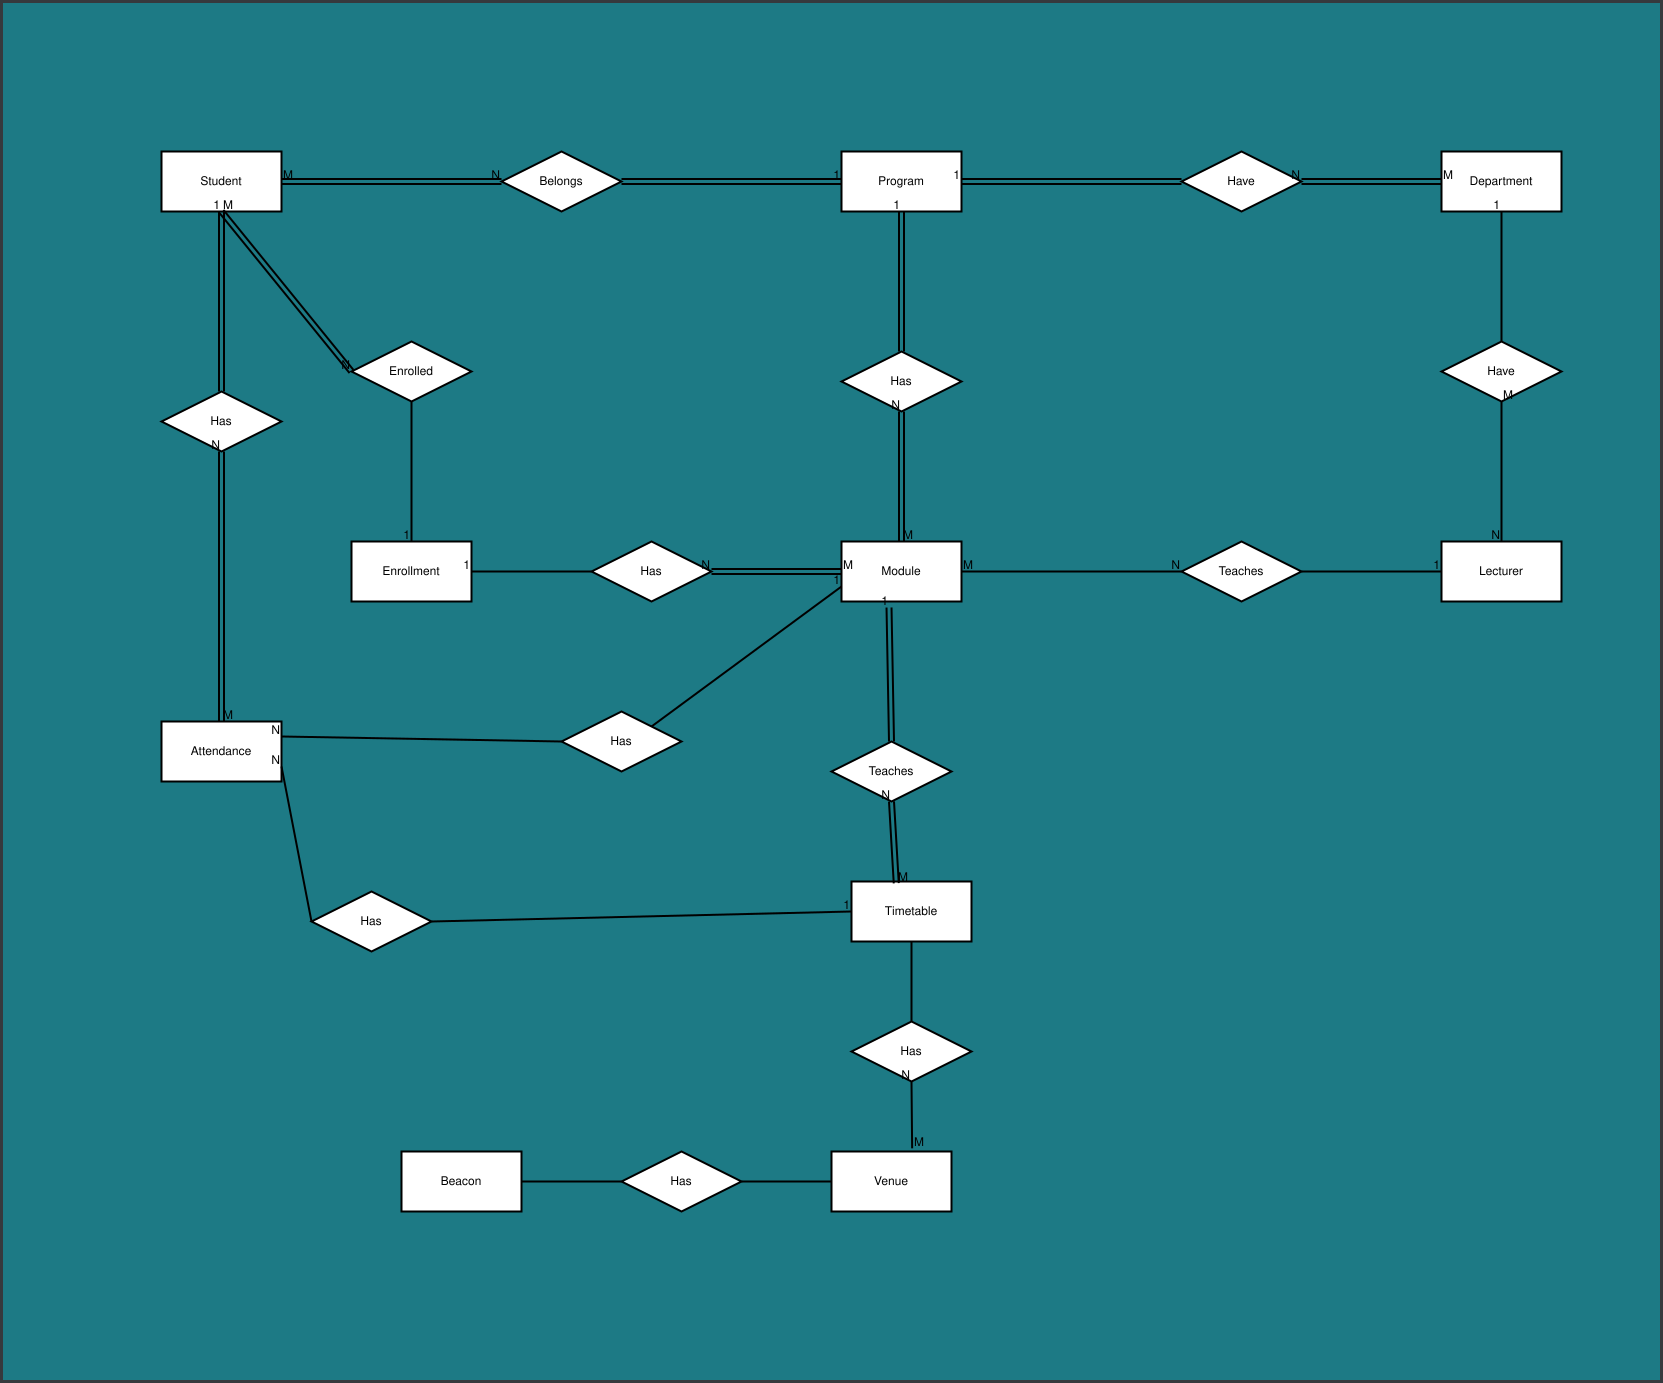 Student
M
N
Belongs
1
Program
1
Have
N
M
Department
1 M
1
1
N
Enrolled
Has
N
Have
M
Has
N
1
M
N
Enrollment
1
Has
N
M
Module
M
N
Teaches
1
Lecturer
1
1
M
N
Attendance
N
Has
Teaches
N
M
Has
1
Timetable
Has
N
M
Beacon
Has
Venue